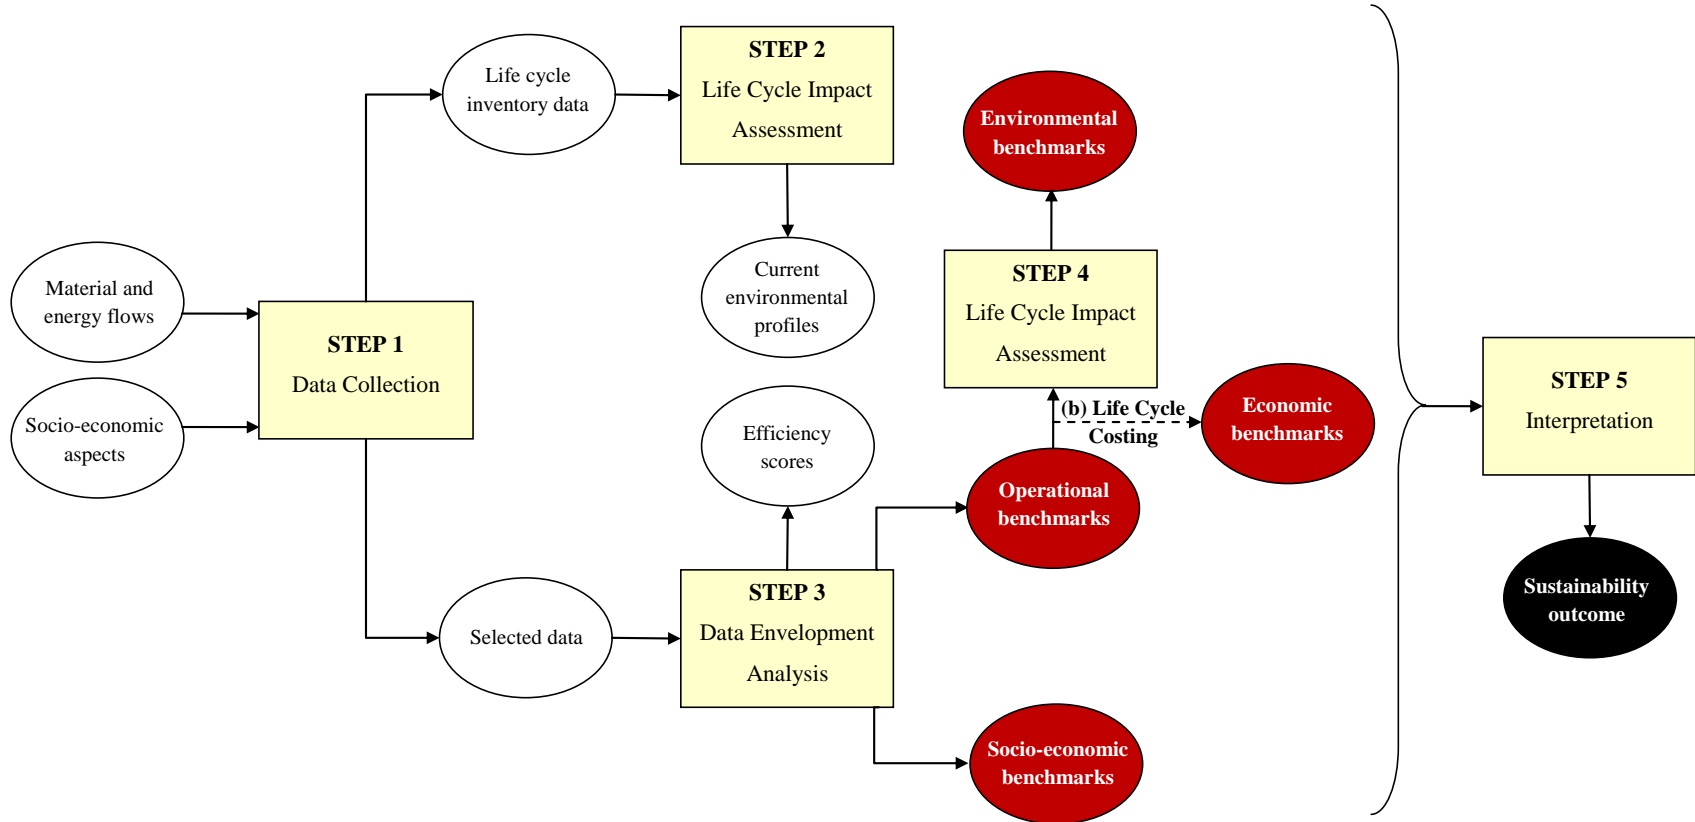 Material and
energy flows
Socio-economic
aspects
STEP 1
Data Collection
Life cycle
inventory data
STEP 2
Life Cycle Impact
Assessment
Current
environmental
profiles
Selected data
STEP 3
Data Envelopment
Analysis
Efficiency
scores
Operational
benchmarks
Socio-economic
benchmarks
(b) Life Cycle
Costing
Economic
benchmarks
STEP 4
Life Cycle Impact
Assessment
Environmental
benchmarks
STEP 5
Interpretation
Sustainability
outcome